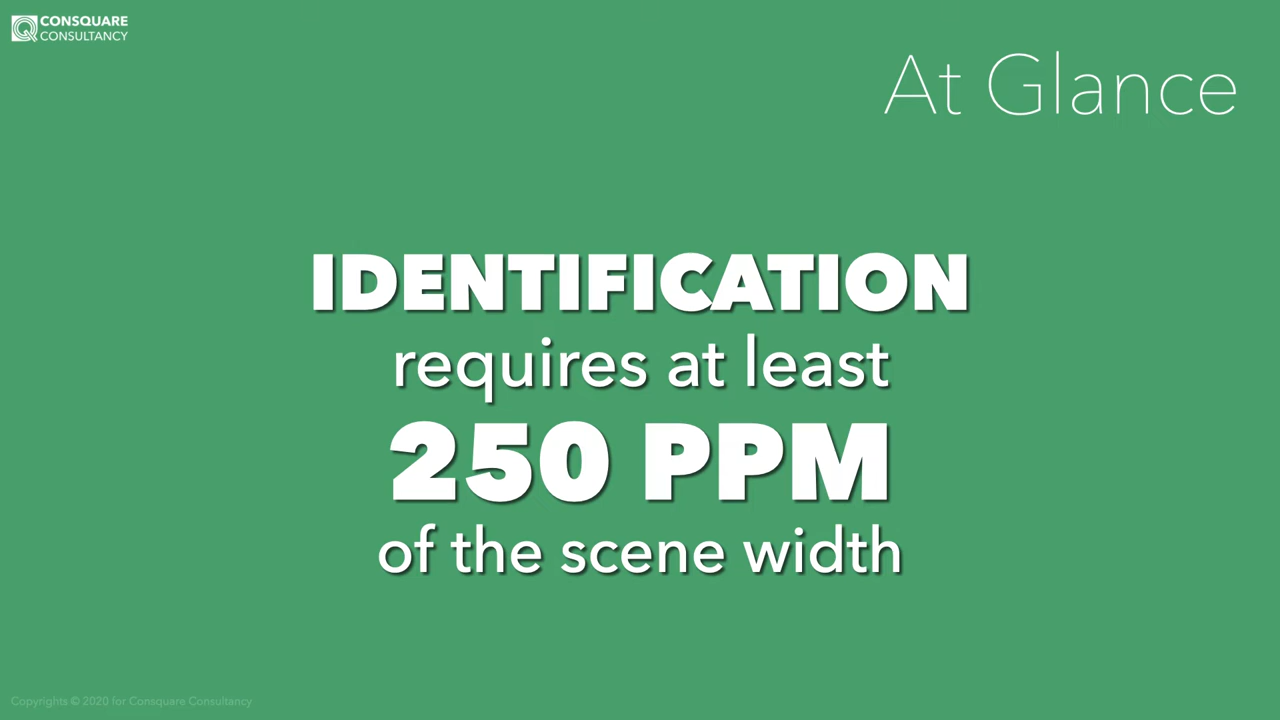 CONSQUARE
CONSULTANCY
At Glance
IDENTIFICATION
requires at least
250 PPM
of the scene width
Copyrights © 2020 for Consquare Consultancy